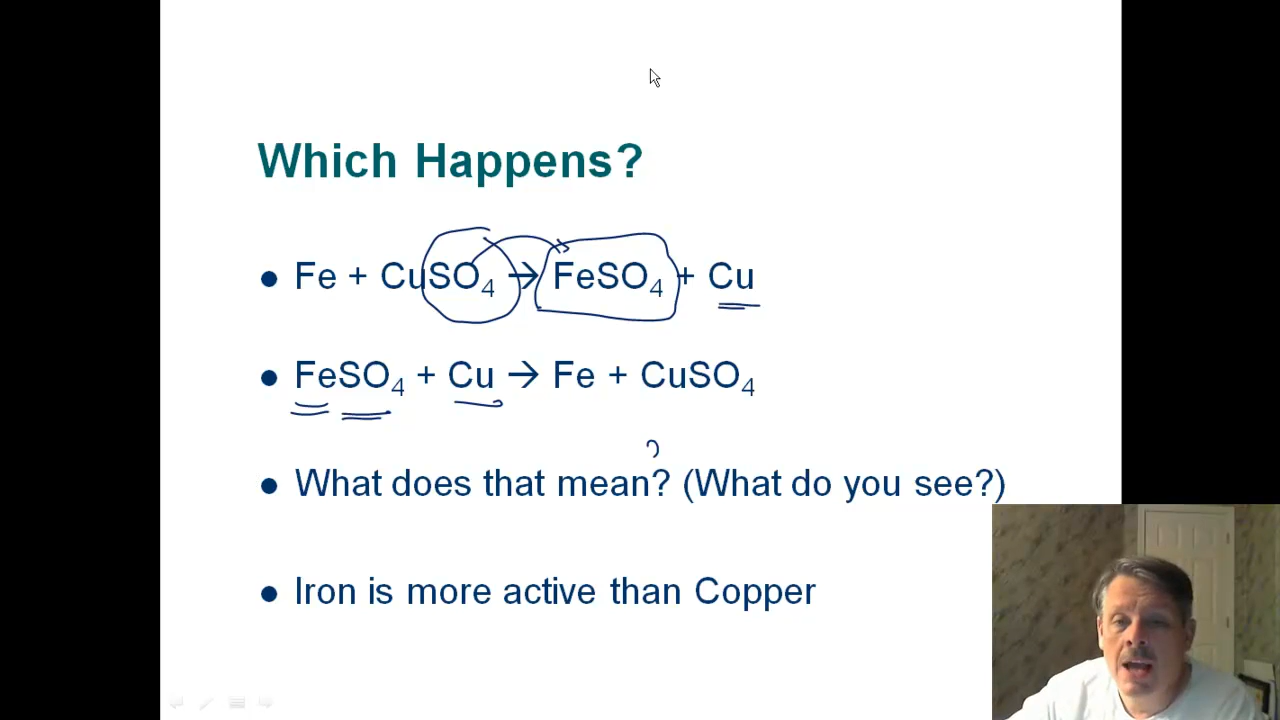 Which Happens?
• Fe + CuSO₄ → FeSO₄ + Cu
• FeSO₄ + Cu → Fe + CuSO₄
• What does that mean? (What do you see?)
• Iron is more active than Copper